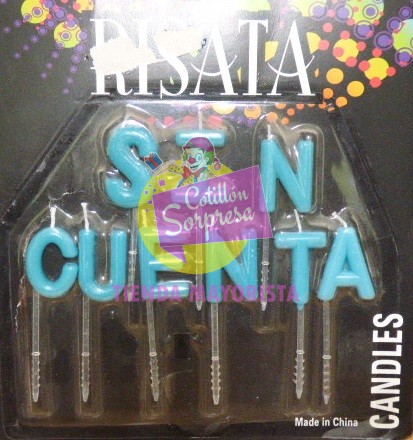 RISATA
SIN
Cotillón
Sorpresa
CUENTA
TIENDA MAYORISTA
CANDLES
Made in China